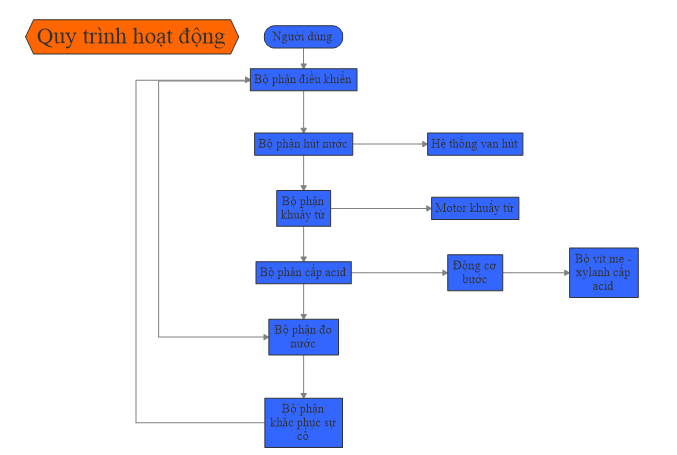 Quy trình hoạt động
Người dùng
Bộ phận điều khiển
Bộ phận hút nước
Hệ thống van hút
Bộ phận
khuấy từ
Motor khuấy từ
Bộ phận cấp acid
Động cơ
bước
Bộ vít mẹ -
xylanh cấp
acid
Bộ phận đo
nước
Bộ phận
khắc phục sự
cố